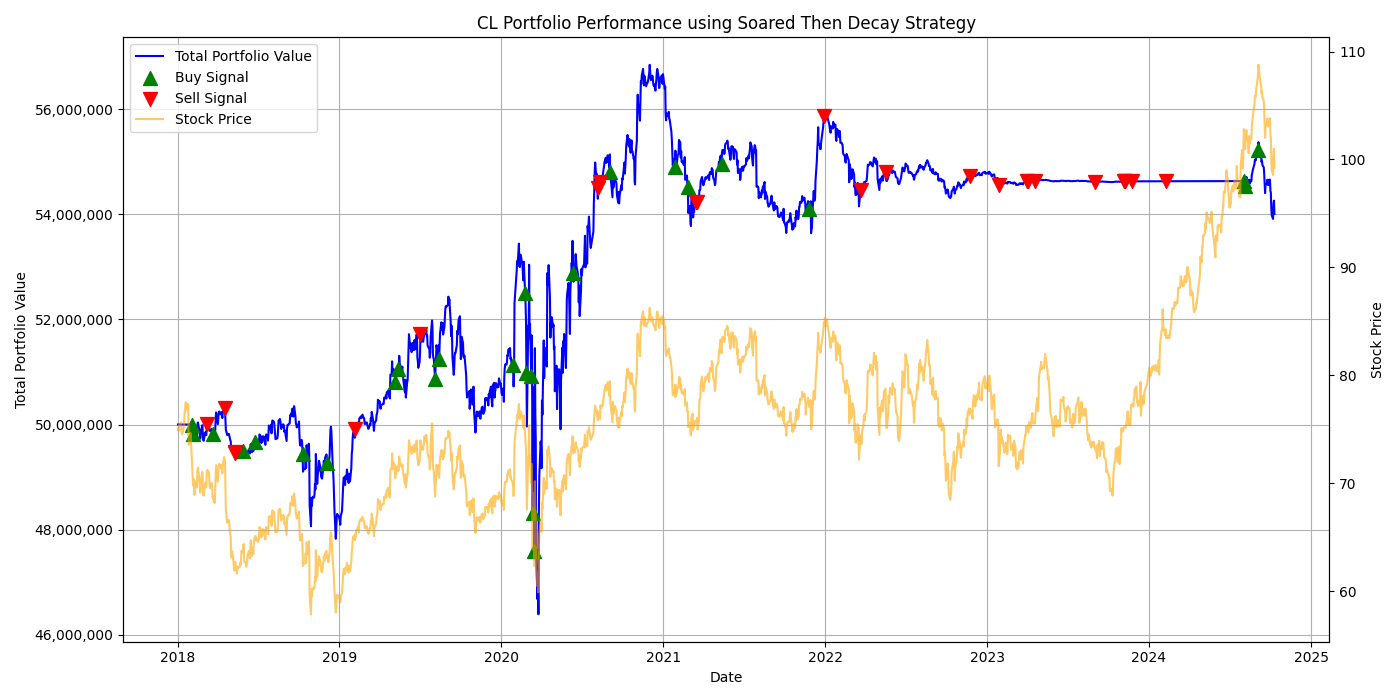 CL Portfolio Performance using Soared Then Decay Strategy
Total Portfolio Value
Buy Signal
Sell Signal
Stock Price
56,000,000
54,000,000
52,000,000
50,000,000
48,000,000
46,000,000
Total Portfolio Value
110
100
90
80
70
60
Stock Price
2018
2019
2020
2021
2022
2023
2024
2025
Date